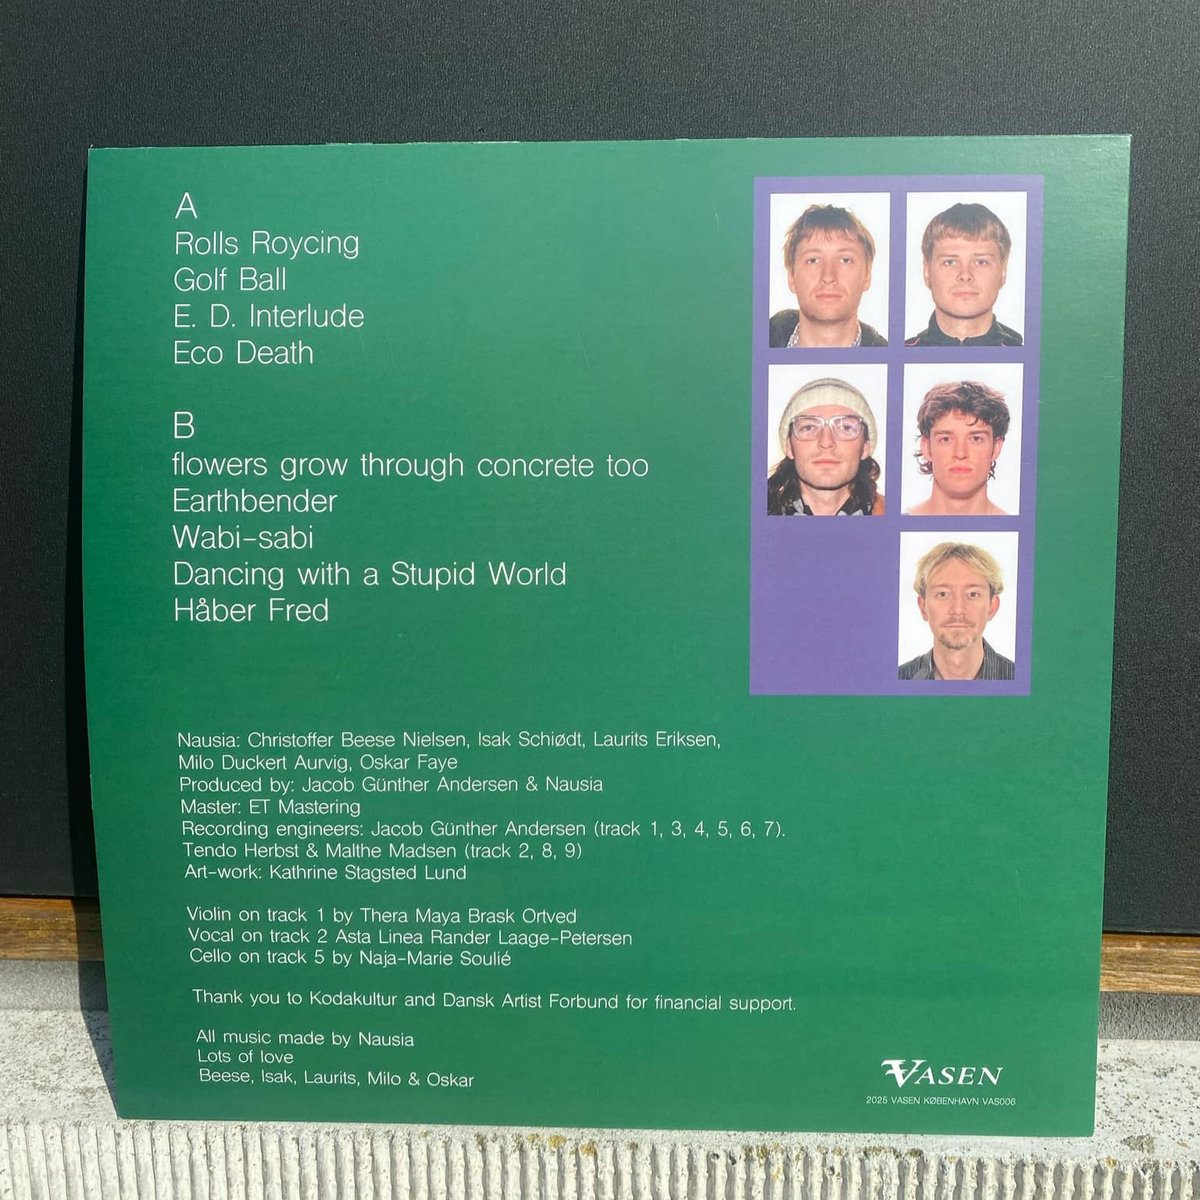 A
Rolls Roycing
Golf Ball
E. D. Interlude
Eco Death
B
flowers grow through concrete too
Earthbender
Wabi-sabi
Dancing with a Stupid World
Håber Fred
Nausia: Christoffer Beese Nielsen, Isak Schiødt, Laurits Eriksen,
Milo Duckert Aurvig, Oskar Faye
Produced by: Jacob Günther Andersen & Nausia
Master: ET Mastering
Recording engineers: Jacob Günther Andersen (track 1, 3, 4, 5, 6, 7).
Tendo Herbst & Malthe Madsen (track 2, 8, 9)
Art-work: Kathrine Stagsted Lund
Violin on track 1 by Thera Maya Brask Ortved
Vocal on track 2 Asta Linea Rander Laage-Petersen
Cello on track 5 by Naja-Marie Soulié
Thank you to Kodakultur and Dansk Artist Forbund for financial support.
All music made by Nausia
Lots of love
Beese, Isak, Laurits, Milo & Oskar
VASEN
2025 VASEN KØBENHAVN VAS006